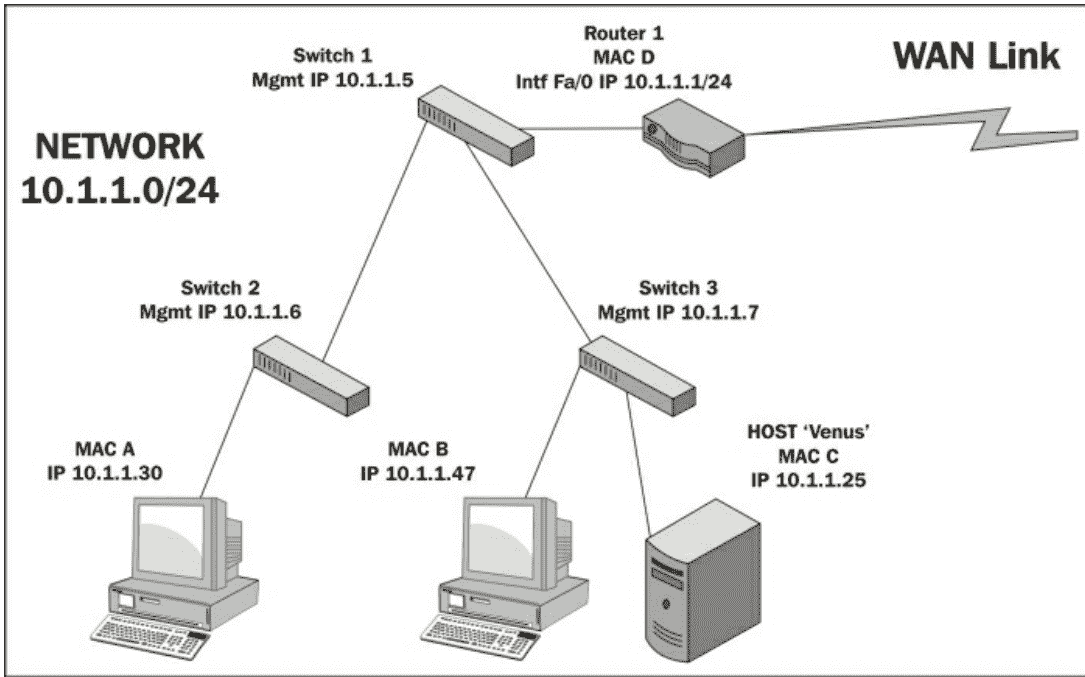 Switch 1
Mgmt IP 10.1.1.5
Router 1
MAC D
Intf Fa/0 IP 10.1.1.1/24
WAN Link
NETWORK
10.1.1.0/24
Switch 2
Mgmt IP 10.1.1.6
Switch 3
Mgmt IP 10.1.1.7
MAC A
IP 10.1.1.30
MAC B
IP 10.1.1.47
HOST ‘Venus’
MAC C
IP 10.1.1.25